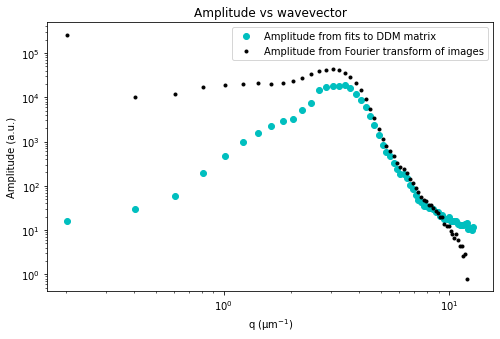 Amplitude vs wavevector
Amplitude from fits to DDM matrix
Amplitude from Fourier transform of images
Amplitude (a.u.)
10⁵
10⁴
10³
10²
10¹
10⁰
10⁰
10¹
q (μm⁻¹)